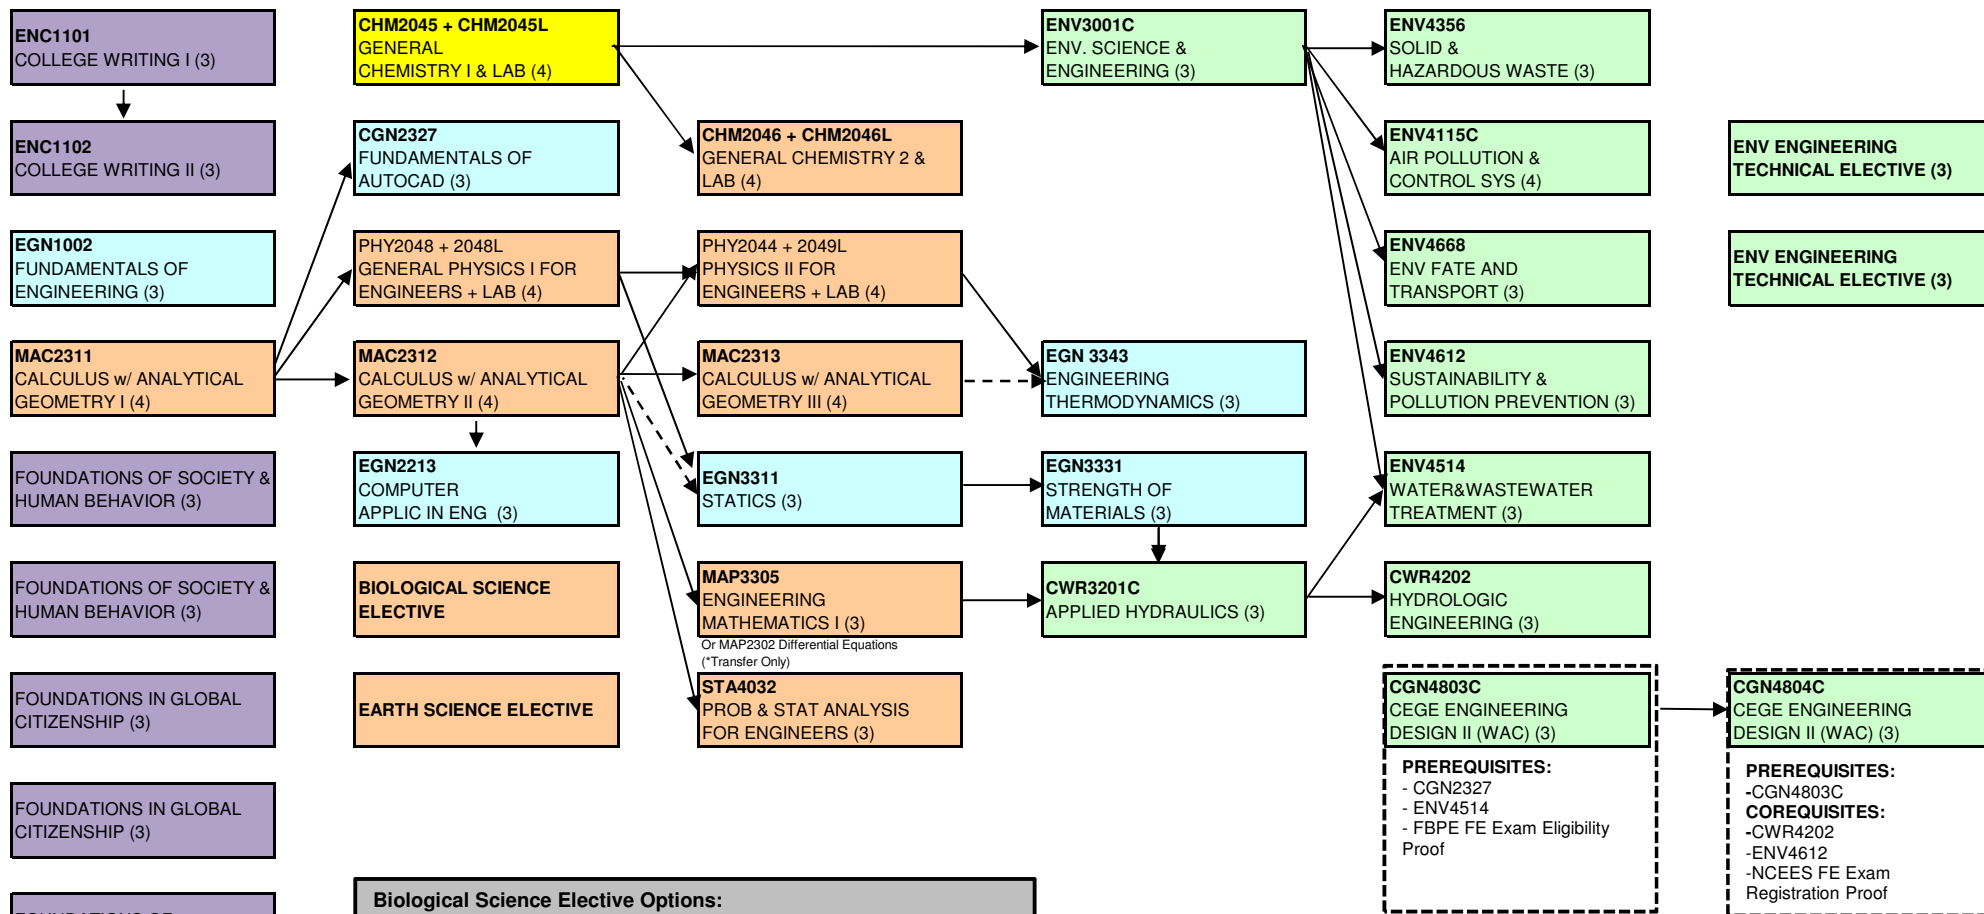 ENC1101
COLLEGE WRITING I (3)
CHM2045 + CHM2045L
GENERAL
CHEMISTRY I & LAB (4)
ENV3001C
ENV. SCIENCE &
ENGINEERING (3)
ENV4356
SOLID &
HAZARDOUS WASTE (3)
ENC1102
COLLEGE WRITING II (3)
CGN2327
FUNDAMENTALS OF
AUTOCAD (3)
CHM2046 + CHM2046L
GENERAL CHEMISTRY 2 &
LAB (4)
ENV4115C
AIR POLLUTION &
CONTROL SYS (4)
ENV ENGINEERING
TECHNICAL ELECTIVE (3)
EGN1002
FUNDAMENTALS OF
ENGINEERING (3)
PHY2048 + 2048L
GENERAL PHYSICS I FOR
ENGINEERS + LAB (4)
PHY2044 + 2049L
PHYSICS II FOR
ENGINEERS + LAB (4)
ENV4668
ENV FATE AND
TRANSPORT (3)
ENV ENGINEERING
TECHNICAL ELECTIVE (3)
MAC2311
CALCULUS w/ ANALYTICAL
GEOMETRY I (4)
MAC2312
CALCULUS w/ ANALYTICAL
GEOMETRY II (4)
MAC2313
CALCULUS w/ ANALYTICAL
GEOMETRY III (4)
EGN 3343
ENGINEERING
THERMODYNAMICS (3)
ENV4612
SUSTAINABILITY &
POLLUTION PREVENTION (3)
FOUNDATIONS OF SOCIETY &
HUMAN BEHAVIOR (3)
EGN2213
COMPUTER
APPLIC IN ENG (3)
EGN3311
STATICS (3)
EGN3331
STRENGTH OF
MATERIALS (3)
ENV4514
WATER&WASTEWATER
TREATMENT (3)
FOUNDATIONS OF SOCIETY &
HUMAN BEHAVIOR (3)
BIOLOGICAL SCIENCE
ELECTIVE
MAP3305
ENGINEERING
MATHEMATICS I (3)
Or MAP2302 Differential Equations
(*Transfer Only)
CWR3201C
APPLIED HYDRAULICS (3)
CWR4202
HYDROLOGIC
ENGINEERING (3)
FOUNDATIONS IN GLOBAL
CITIZENSHIP (3)
EARTH SCIENCE ELECTIVE
STA4032
PROB & STAT ANALYSIS
FOR ENGINEERS (3)
CGN4803C
CEGE ENGINEERING
DESIGN II (WAC) (3)
PREREQUISITES:
- CGN2327
- ENV4514
- FBPE FE Exam Eligibility
Proof
CGN4804C
CEGE ENGINEERING
DESIGN II (WAC) (3)
PREREQUISITES:
-CGN4803C
COREQUISITES:
-CWR4202
-ENV4612
-NCEES FE Exam
Registration Proof
FOUNDATIONS IN GLOBAL
CITIZENSHIP (3)
Biological Science Elective Options: